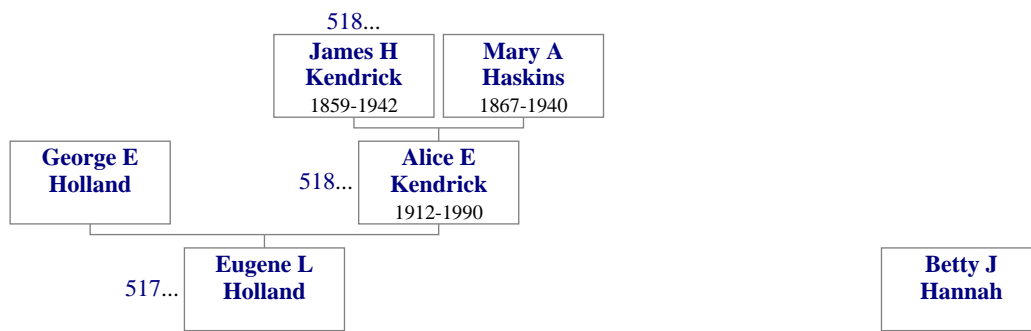 518...
James H
Kendrick
1859-1942
Mary A
Haskins
1867-1940
George E
Holland
518...
Alice E
Kendrick
1912-1990
517...
Eugene L
Holland
Betty J
Hannah